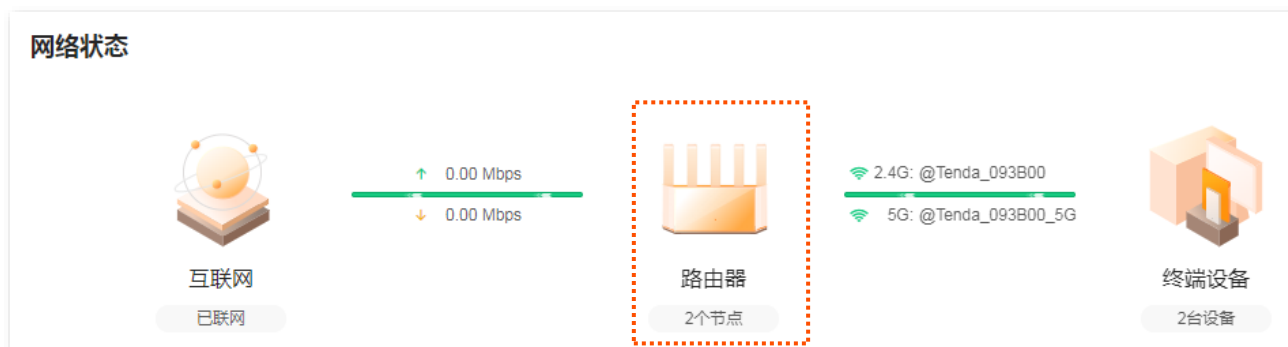 网络状态
0.00 Mbps
0.00 Mbps
2.4G: @Tenda_093B00
5G: @Tenda_093B00_5G
互联网
路由器
终端设备
已联网
2个节点
2台设备